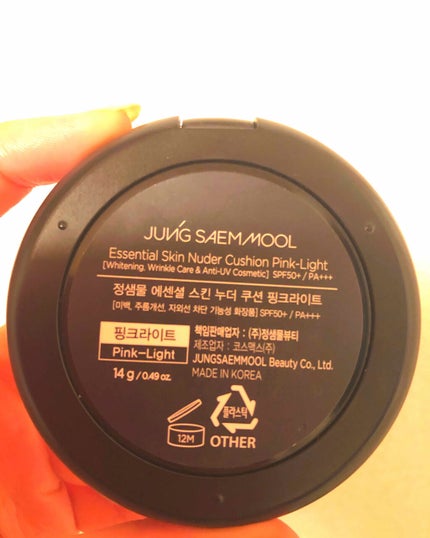 JUNG SAEM MOOL
Essential Skin Nuder Cushion Pink-Light
[Whitening, Wrinkle Care & Anti-UV Cosmetic] SPF50+ / PA+++
정샘물 에센셜 스킨 누더 쿠션 핑크라이트
[미백, 주름개선, 자외선 차단 기능성 화장품] SPF50+ / PA+++
핑크라이트
Pink-Light
14 g / 0.49 oz.
책임판매업자 : (주)정샘물뷰티
제조업자 : 코스맥스(주)
JUNGSAEMMOOL Beauty Co., Ltd.
MADE IN KOREA
12M
플라스틱
OTHER